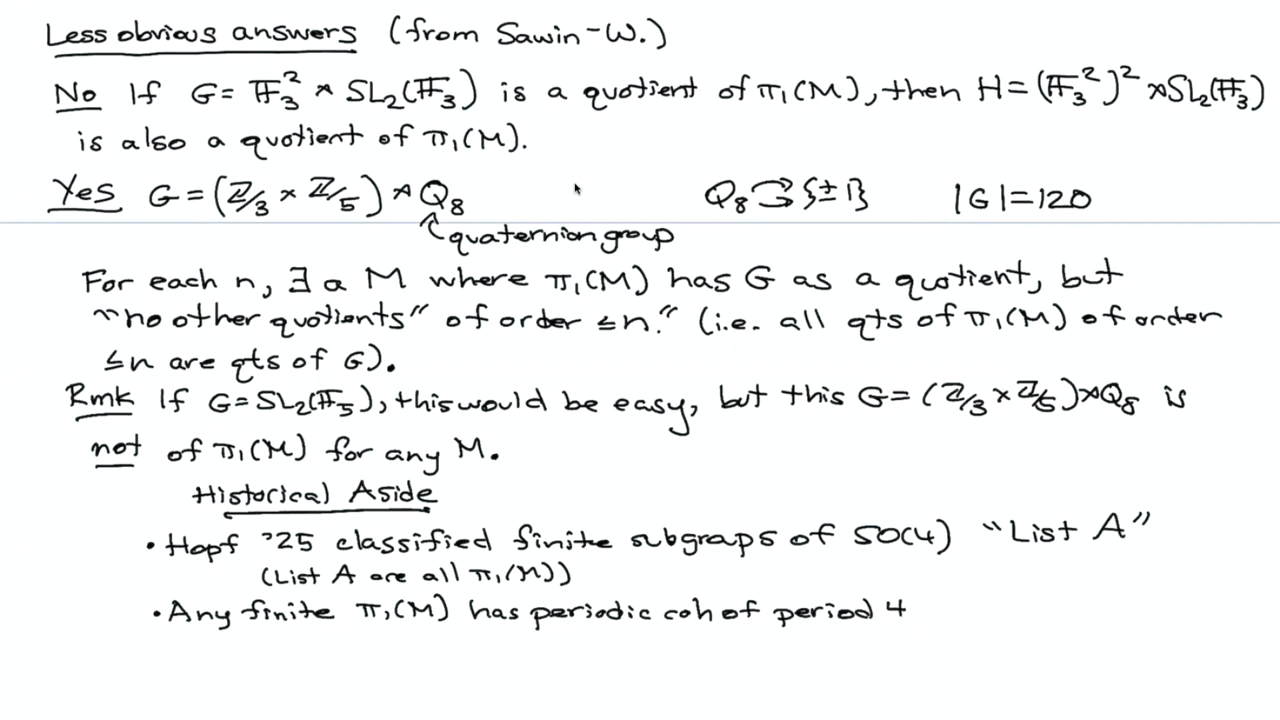 Less obvious answers (from Sawin-W.)
No If G = 𝔽₃² ⋊ SL₂(𝔽₃) is a quotient of π₁(M), then H = (𝔽₃²)² ⋊ SL₂(𝔽₃)
is also a quotient of π₁(M).
Yes G = (ℤ/3 × ℤ/5) ⋊ Q₈ Q₈ ⊋ {±1} |G|=120
quaternion group
For each n, ∃ a M where π₁(M) has G as a quotient, but
"no other quotients" of order ≤n." (i.e. all qts of π₁(M) of order
≤n are qts of G).
Rmk If G=SL₂(𝔽₅), this would be easy, but this G = (ℤ/3 × ℤ/5) ⋊ Q₈ is
not of π₁(M) for any M.
Historical Aside
• Hopf '25 classified finite subgraps of SO(4) "List A"
(List A are all π₁(M))
• Any finite π₁(M) has periodic coh of period 4